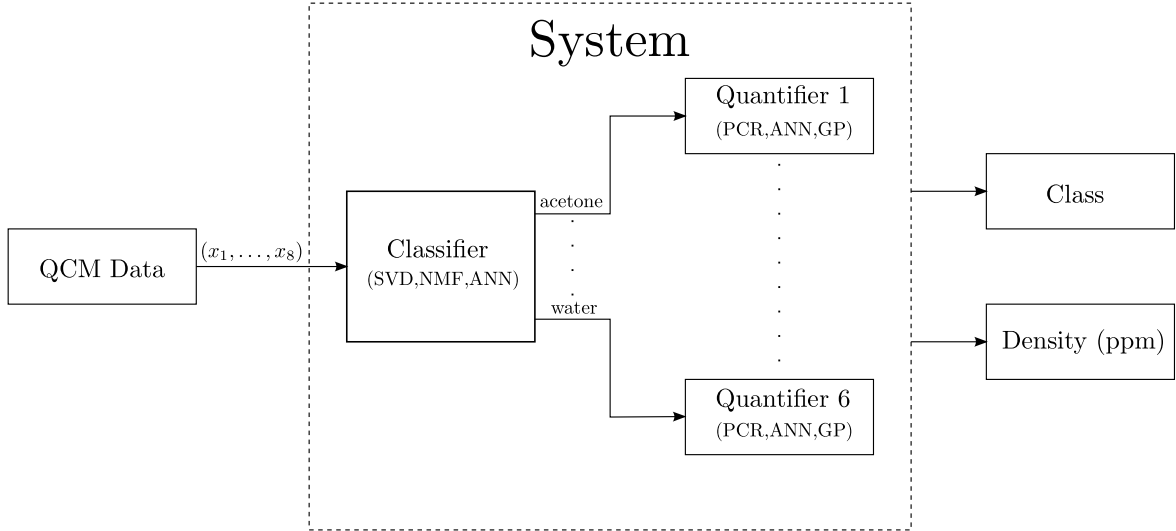 System
Quantifier 1
(PCR,ANN,GP)
Class
acetone
Classifier
(SVD,NMF,ANN)
(x₁, . . . , x₈)
QCM Data
water
Density (ppm)
Quantifier 6
(PCR,ANN,GP)